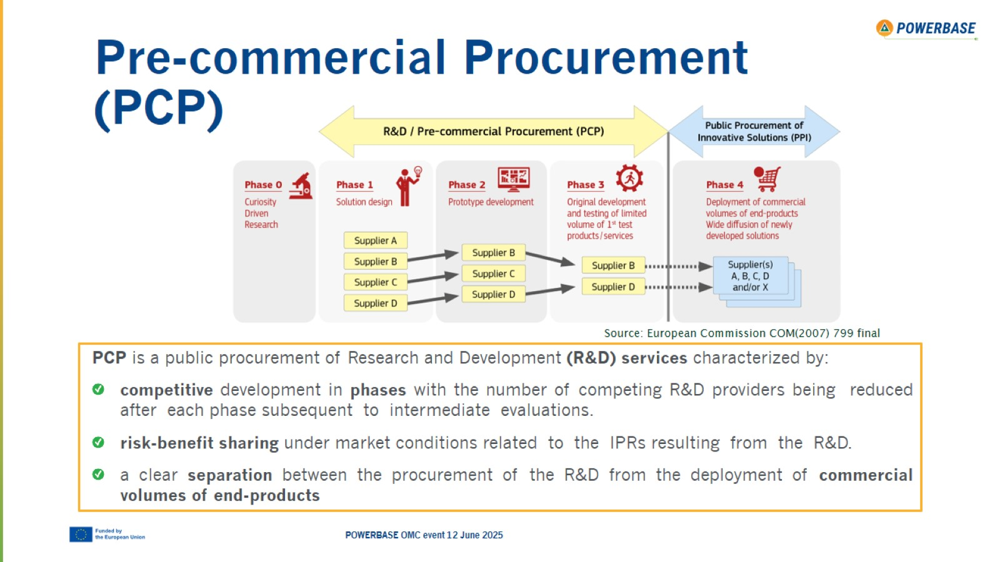 POWERBASE
Pre-commercial Procurement
(PCP)
R&D / Pre-commercial Procurement (PCP)
Public Procurement of
Innovative Solutions (PPI)
Phase 0
Curiosity
Driven
Research
Phase 1
Solution design
Supplier A
Supplier B
Supplier C
Supplier D
Phase 2
Prototype development
Supplier B
Supplier C
Supplier D
Phase 3
Original development
and testing of limited
volume of 1st test
products/services
Supplier B
Supplier D
Phase 4
Deployment of commercial
volumes of end-products
Wide diffusion of newly
developed solutions
Supplier(s)
A, B, C, D
and/or X
Source: European Commission COM(2007) 799 final
PCP is a public procurement of Research and Development (R&D) services characterized by:
competitive development in phases with the number of competing R&D providers being reduced
after each phase subsequent to intermediate evaluations.
risk-benefit sharing under market conditions related to the IPRs resulting from the R&D.
a clear separation between the procurement of the R&D from the deployment of commercial
volumes of end-products
Funded by
the European Union
POWERBASE OMC event 12 June 2025